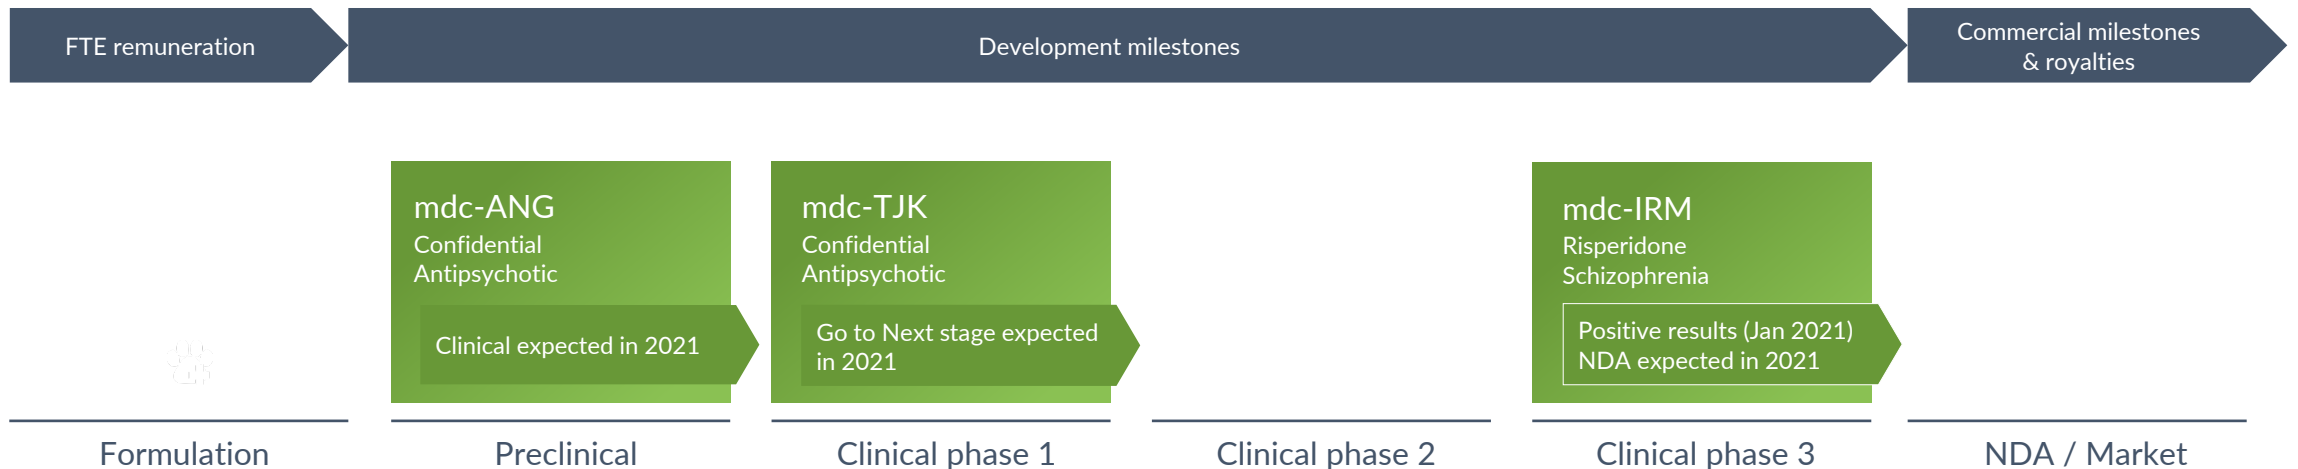 FTE remuneration
Development milestones
Commercial milestones
& royalties
mdc-ANG
Confidential
Antipsychotic
Clinical expected in 2021
mdc-TJK
Confidential
Antipsychotic
Go to Next stage expected
in 2021
mdc-IRM
Risperidone
Schizophrenia
Positive results (Jan 2021)
NDA expected in 2021
Formulation
Preclinical
Clinical phase 1
Clinical phase 2
Clinical phase 3
NDA / Market